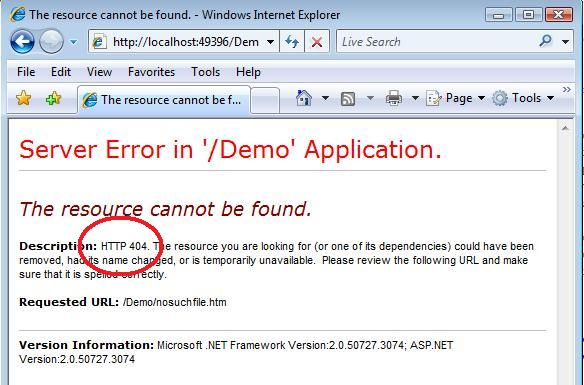 The resource cannot be found. - Windows Internet Explorer
http://localhost:49396/Dem
Live Search
File Edit View Favorites Tools Help
The resource cannot be f... Page Tools
Server Error in '/Demo' Application.
The resource cannot be found.
Description: HTTP 404. The resource you are looking for (or one of its dependencies) could have been
removed, had its name changed, or is temporarily unavailable. Please review the following URL and make
sure that it is spelled correctly.
Requested URL: /Demo/nosuchfile.htm
Version Information: Microsoft .NET Framework Version:2.0.50727.3074; ASP.NET
Version:2.0.50727.3074